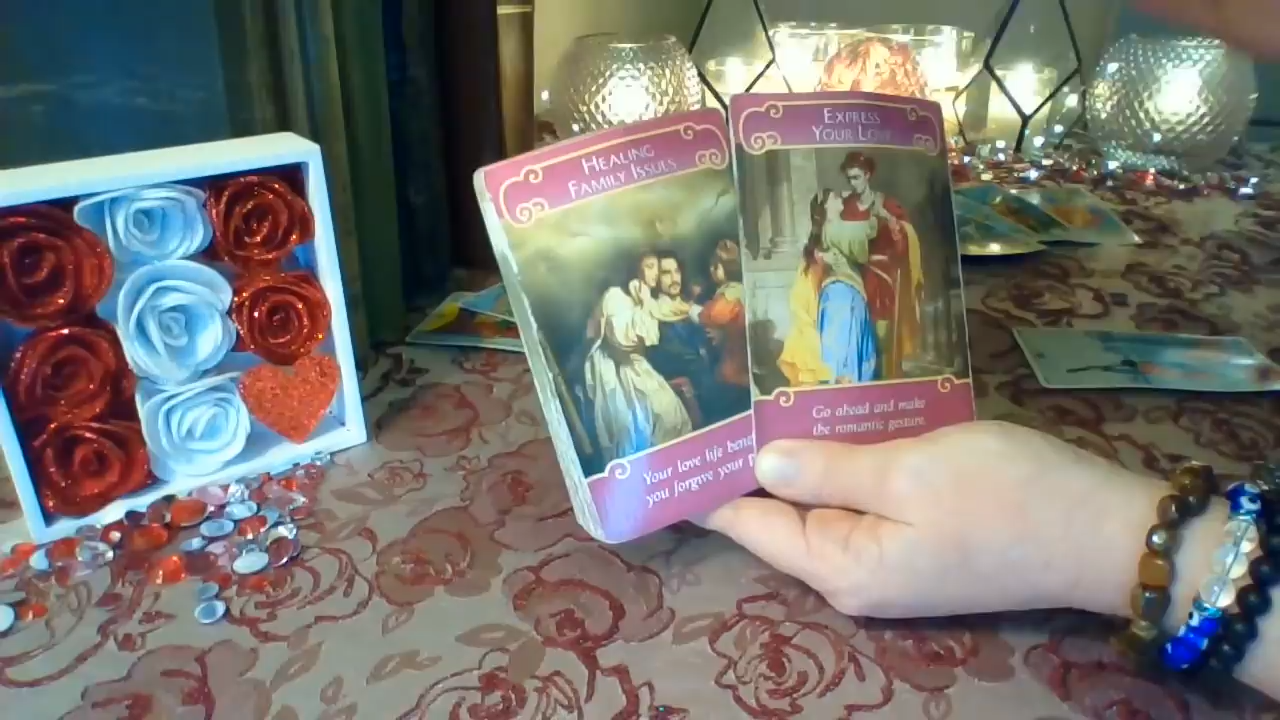 HEALING
FAMILY ISSUES
Your love life
you forgive your
EXPRESS
YOUR LOVE
Go ahead and make
the romantic gesture.